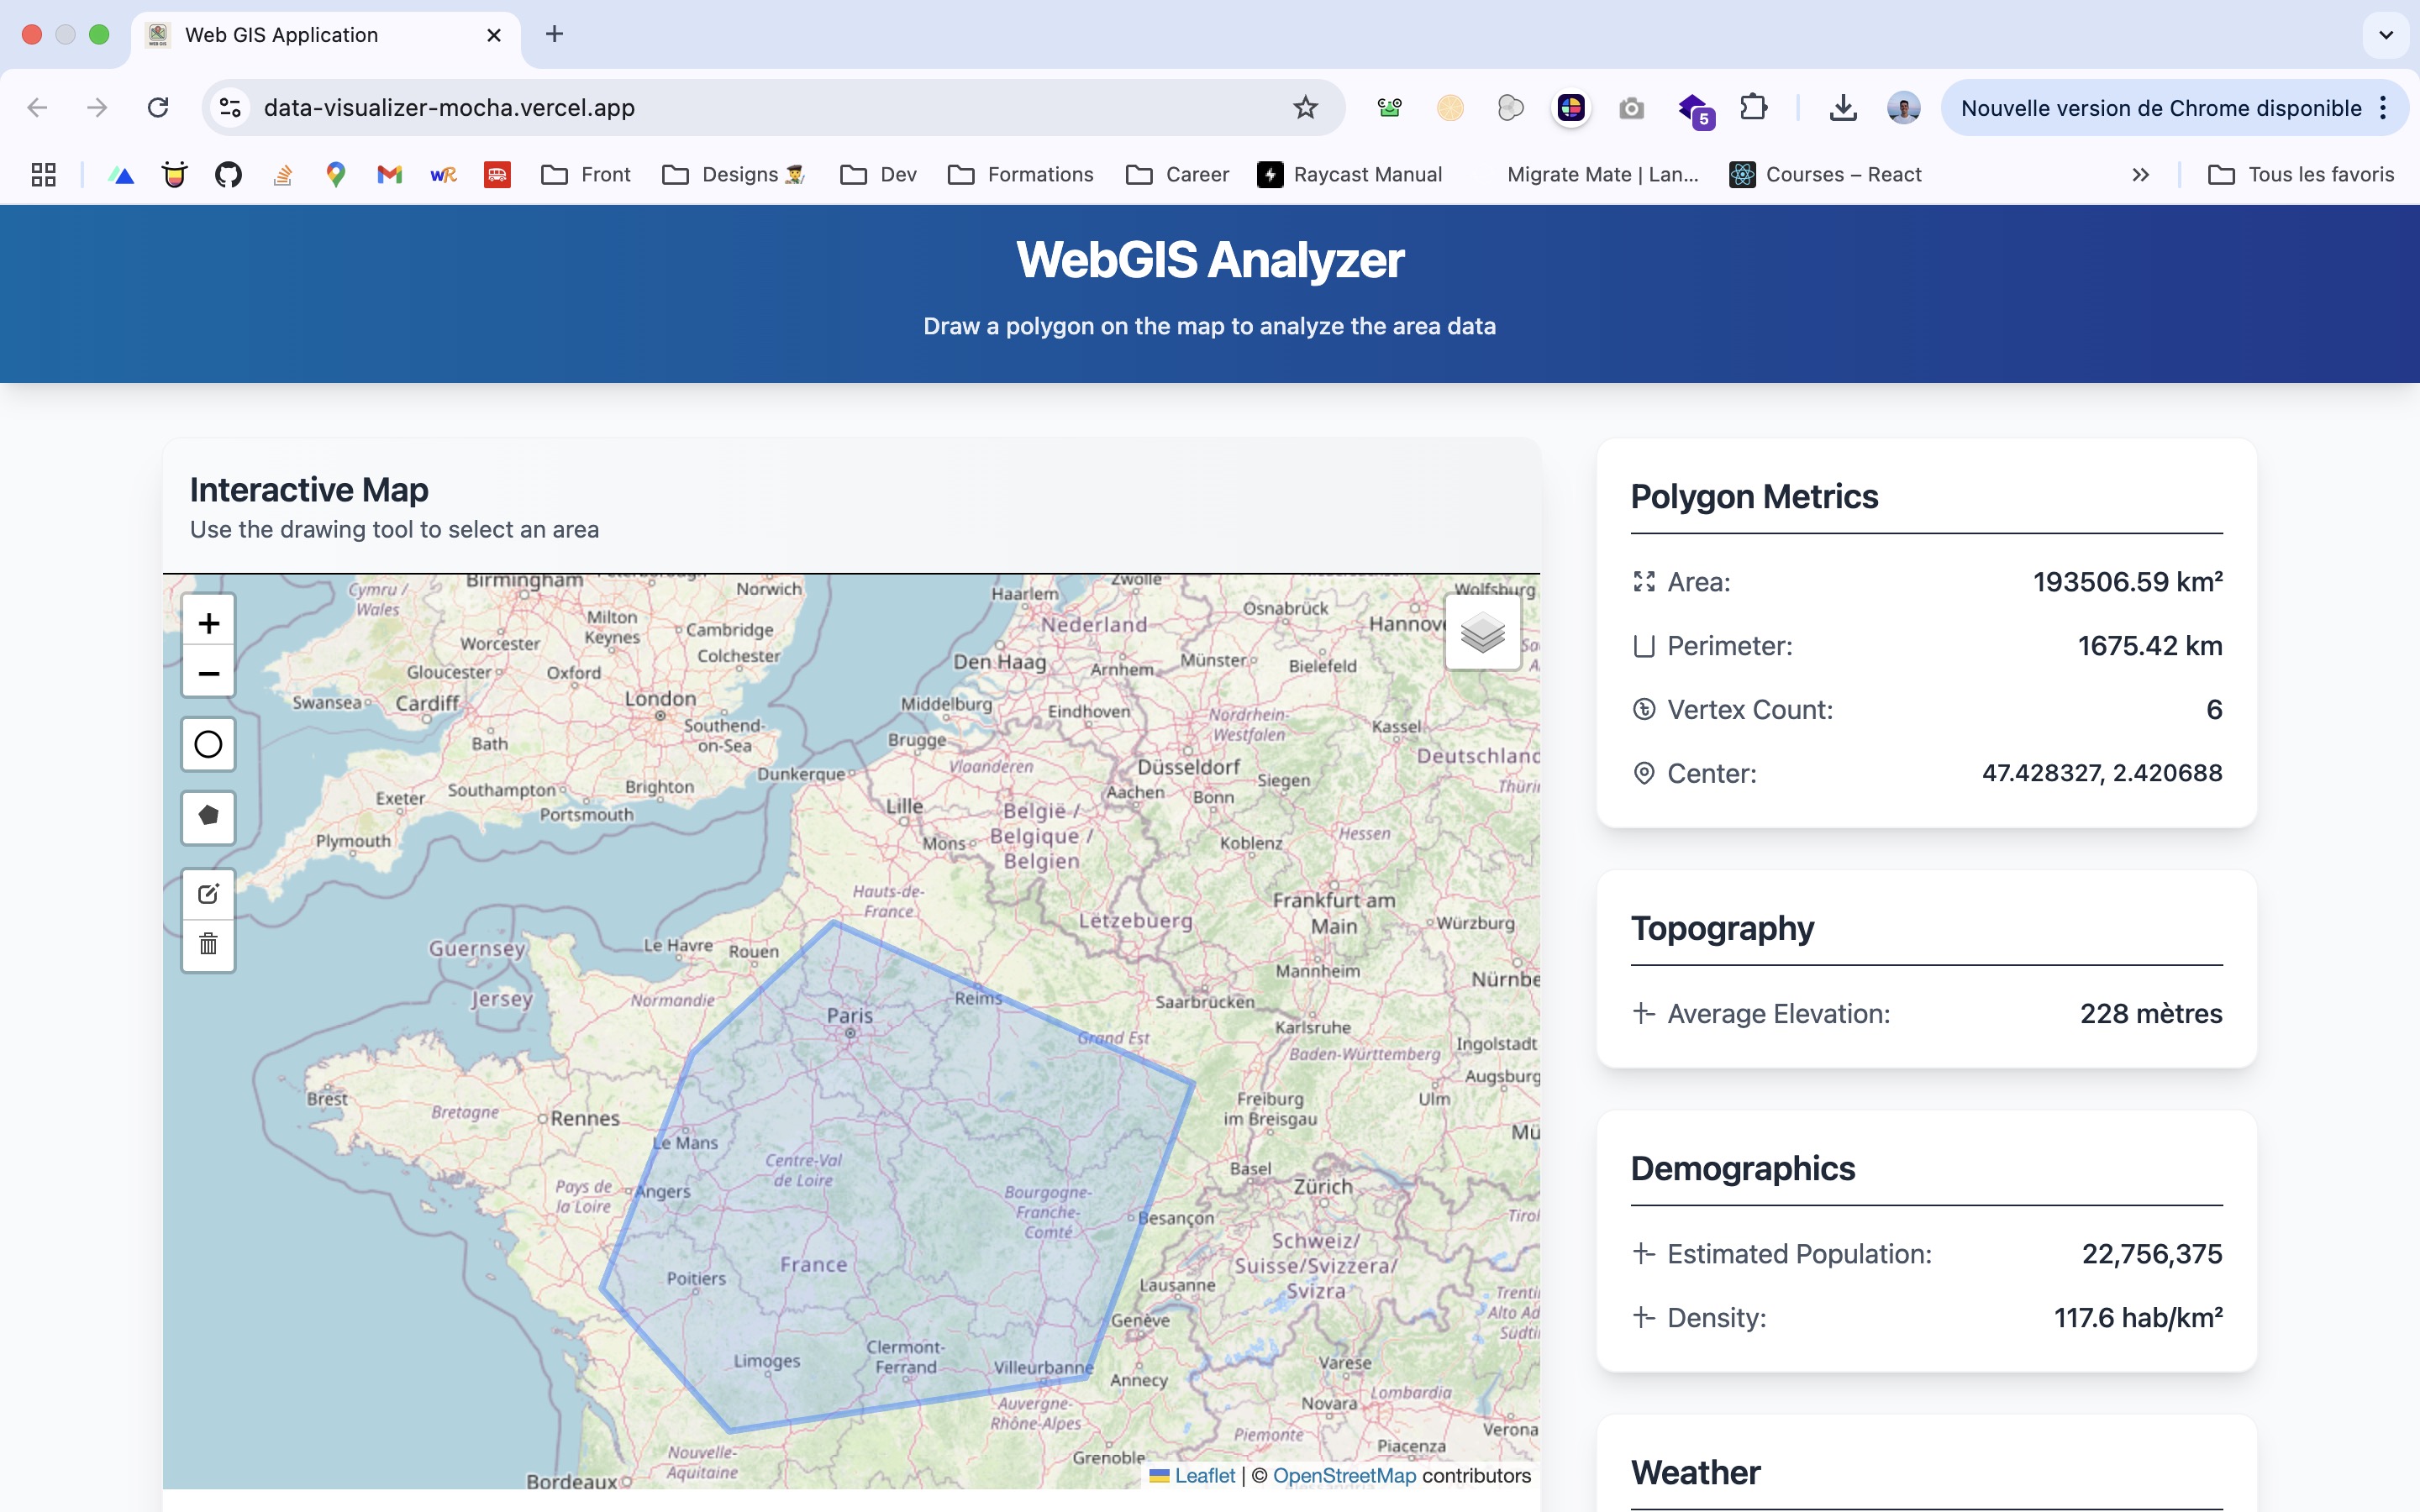 Web GIS Application
data-visualizer-mocha.vercel.app
5
Nouvelle version de Chrome disponible
Front
Designs
Dev
Formations
Career
Raycast Manual
Migrate Mate | Lan...
Courses – React
Tous les favoris
WebGIS Analyzer
Draw a polygon on the map to analyze the area data
Interactive Map
Use the drawing tool to select an area
Birmingham
Norwich
Cymru /
Wales
Milton
Keynes
Cambridge
Worcester
Colchester
Gloucester
Oxford
Swansea
Cardiff
London
Southend-
on-Sea
Bath
Brighton
Southampton
Exeter
Portsmouth
Plymouth
Zwolle
Haarlem
Nederland
Osnabrück
Wolfsburg
Hannove
Den Haag
Arnhem
Münster
Bielefeld
Middelburg
Eindhoven
Nordrhein-
Westfalen
Kassel
Brugge
Vlaanderen
Deutschland
Dunkerque
Düsseldorf
Siegen
Aachen
Bonn
Thürin
Lille
België /
Belgique /
Belgien
Mons
Hessen
Koblenz
Hauts-de-
France
Frankfurt am
Main
Lëtzebuerg
Würzburg
Guernsey
Le Havre
Rouen
Mannheim
Nürnbe
Jersey
Normandie
Reims
Saarbrücken
Paris
Karlsruhe
Grand Est
Ingolstadt
Baden-Württemberg
Augsburg
Brest
Bretagne
Rennes
Freiburg
im Breisgau
Ulm
Le Mans
Mü
Centre-Val
de Loire
Basel
Pays de
la Loire
Angers
Zürich
Bourgogne-
Franche-
Comté
Besançon
Tirol
France
Schweiz/
Suisse/Svizzera/
Svizra
Poitiers
Lausanne
Trentin
Alto Ad
Südtir
Genève
Limoges
Clermont-
Ferrand
Villeurbanne
Annecy
Varese
Lombardia
Auvergne-
Rhône-Alpes
Novara
Verona
Piemonte
Piacenza
Nouvelle-
Aquitaine
Grenoble
Bordeaux
Leaflet | © OpenStreetMap contributors
Polygon Metrics
Area: 193506.59 km²
Perimeter: 1675.42 km
Vertex Count: 6
Center: 47.428327, 2.420688
Topography
Average Elevation: 228 mètres
Demographics
Estimated Population: 22,756,375
Density: 117.6 hab/km²
Weather